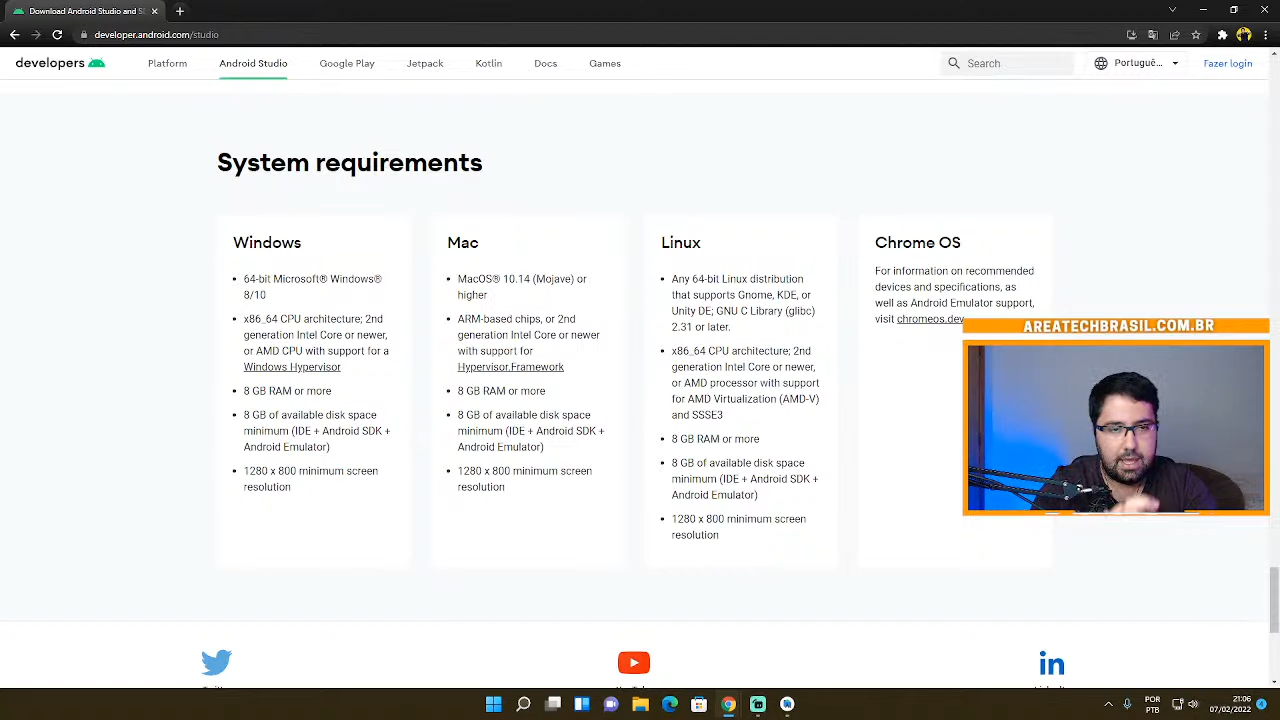 Download Android Studio and S
developer.android.com/studio
developers
Platform
Android Studio
Google Play
Jetpack
Kotlin
Docs
Games
Search
Portuguê...
Fazer login
System requirements
Windows
64-bit Microsoft® Windows®
8/10
x86_64 CPU architecture; 2nd
generation Intel Core or newer,
or AMD CPU with support for a
Windows Hypervisor
8 GB RAM or more
8 GB of available disk space
minimum (IDE + Android SDK +
Android Emulator)
1280 x 800 minimum screen
resolution
Mac
MacOS® 10.14 (Mojave) or
higher
ARM-based chips, or 2nd
generation Intel Core or newer
with support for
Hypervisor.Framework
8 GB RAM or more
8 GB of available disk space
minimum (IDE + Android SDK +
Android Emulator)
1280 x 800 minimum screen
resolution
Linux
Any 64-bit Linux distribution
that supports Gnome, KDE, or
Unity DE; GNU C Library (glibc)
2.31 or later.
x86_64 CPU architecture; 2nd
generation Intel Core or newer,
or AMD processor with support
for AMD Virtualization (AMD-V)
and SSSE3
8 GB RAM or more
8 GB of available disk space
minimum (IDE + Android SDK +
Android Emulator)
1280 x 800 minimum screen
resolution
Chrome OS
For information on recommended
devices and specifications, as
well as Android Emulator support,
visit chromeos.dev
AREATECHBRASIL.COM.BR
in
POR
PTB
21:06
07/02/2022